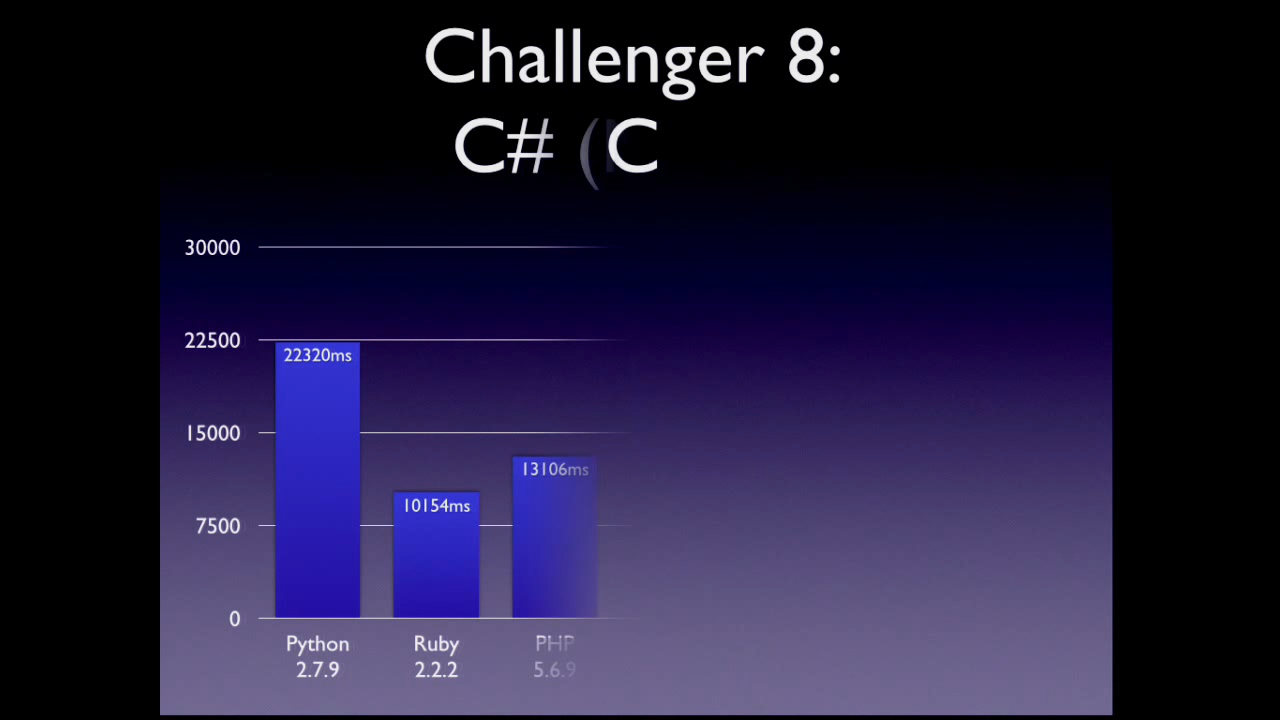 Challenger 8:
C# (C
30000
22500
15000
7500
0
22320ms
10154ms
13106ms
Python
2.7.9
Ruby
2.2.2
PHP
5.6.9